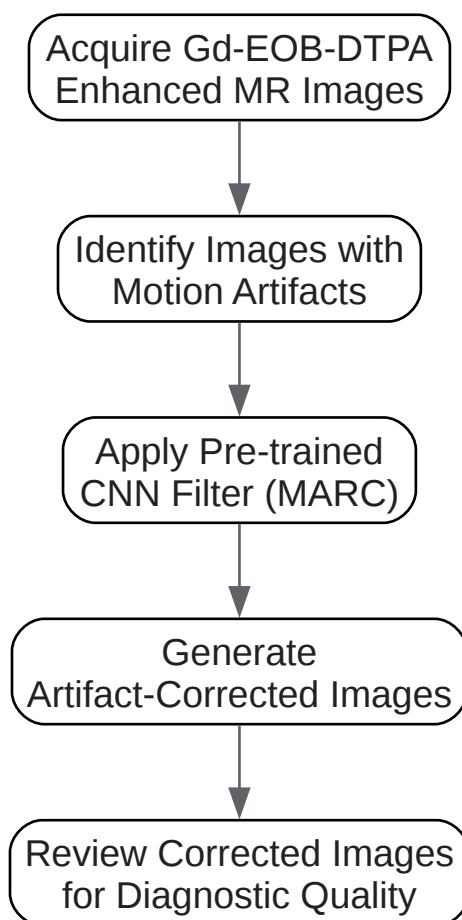 Acquire Gd-EOB-DTPA
Enhanced MR Images
Identify Images with
Motion Artifacts
Apply Pre-trained
CNN Filter (MARC)
Generate
Artifact-Corrected Images
Review Corrected Images
for Diagnostic Quality